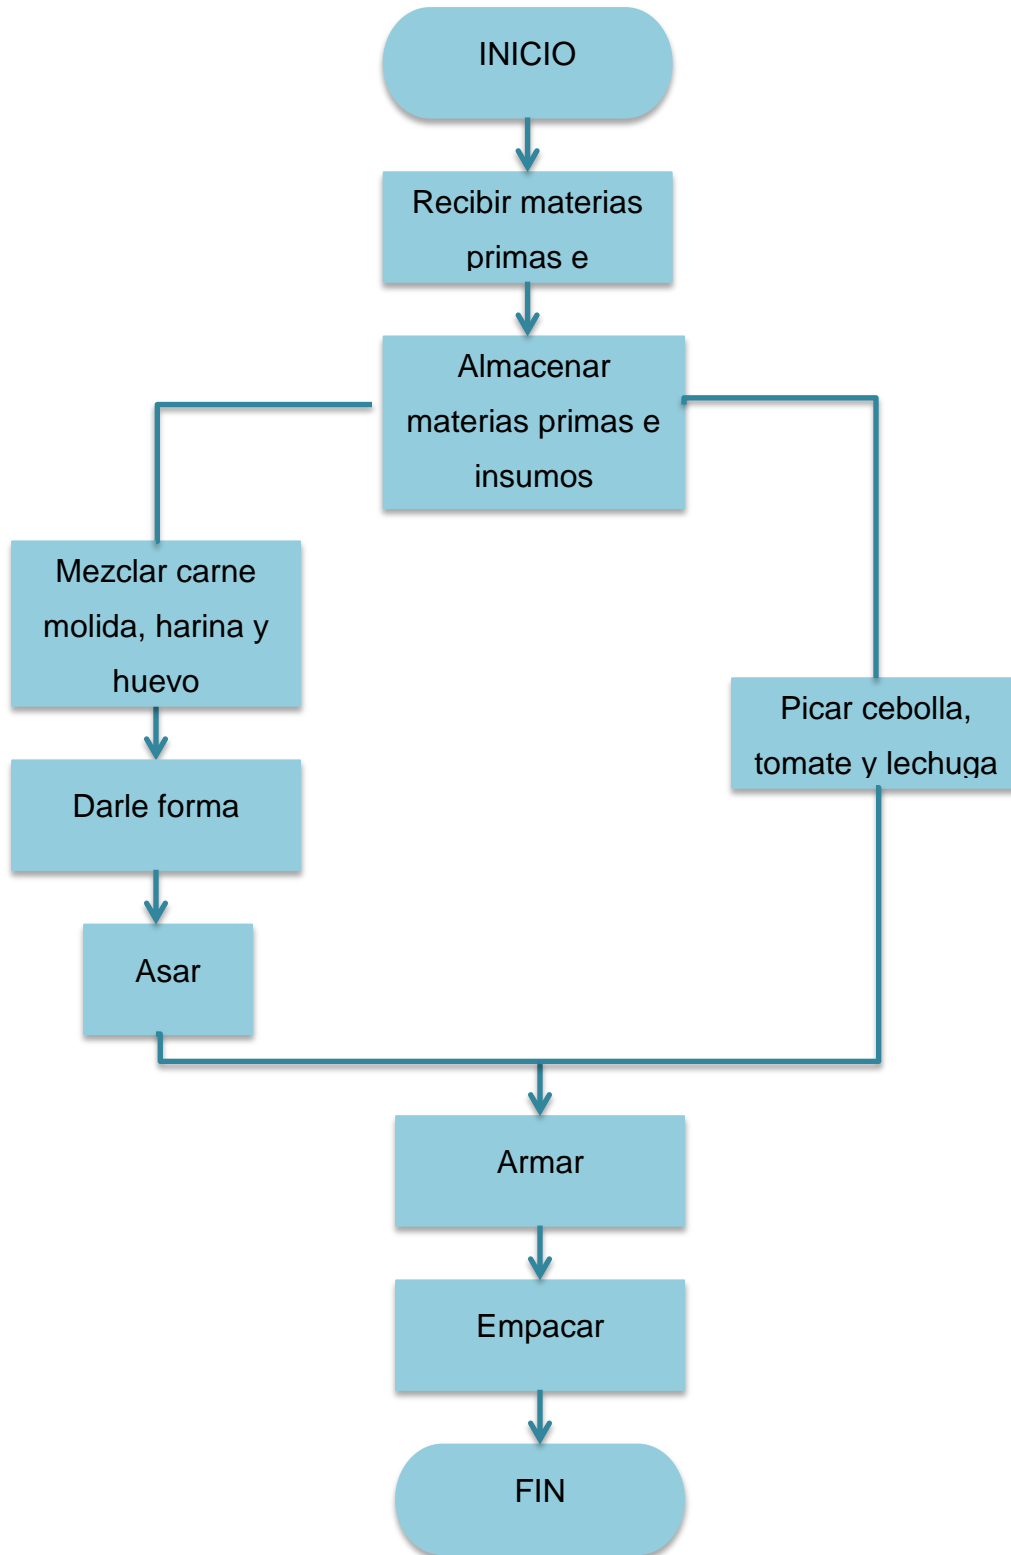 INICIO
Recibir materias
primas e
Almacenar
materias primas e
insumos
Mezclar carne
molida, harina y
huevo
Picar cebolla,
tomate y lechuga
Darle forma
Asar
Armar
Empacar
FIN